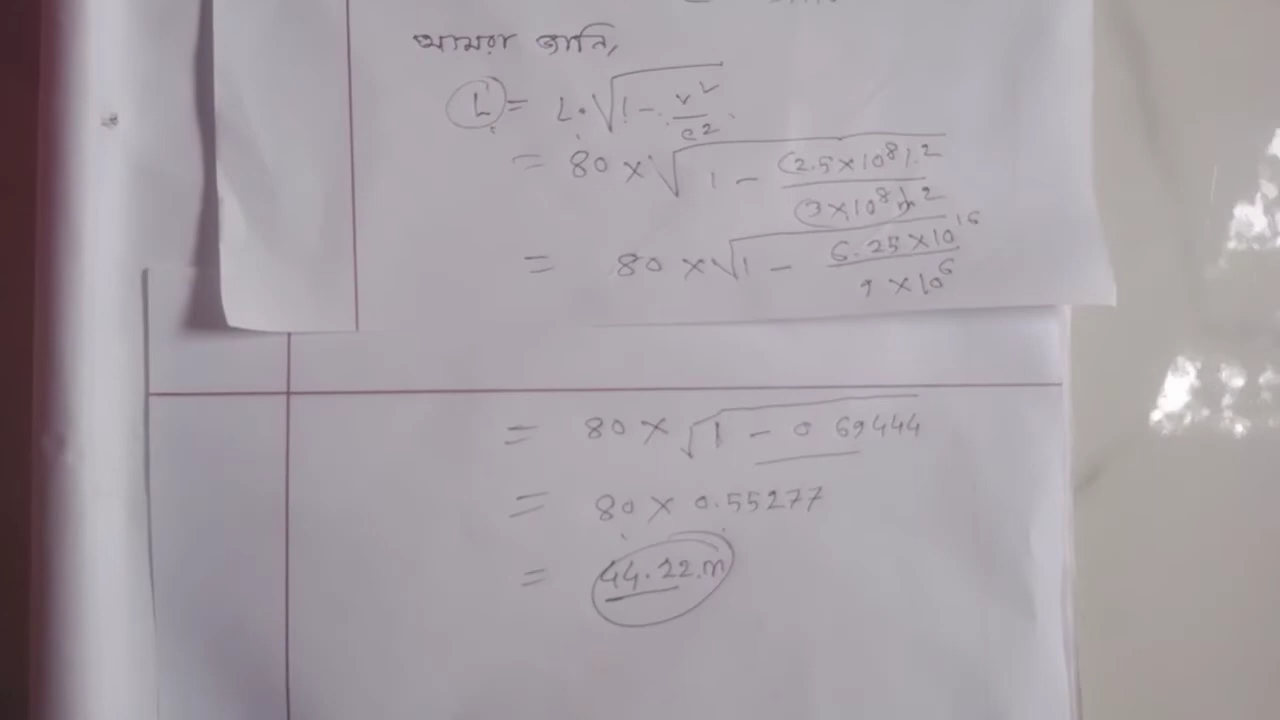 আমরা জানি,
L = L₀√1 - v²/c²
= 80 × √1 - (2.5×10⁸)²/(3×10⁸)²
= 80 × √1 - 6.25×10¹⁶/9×10⁶
= 80 × √1 - 0 69444
= 80 × 0.55277
= 44.22.m